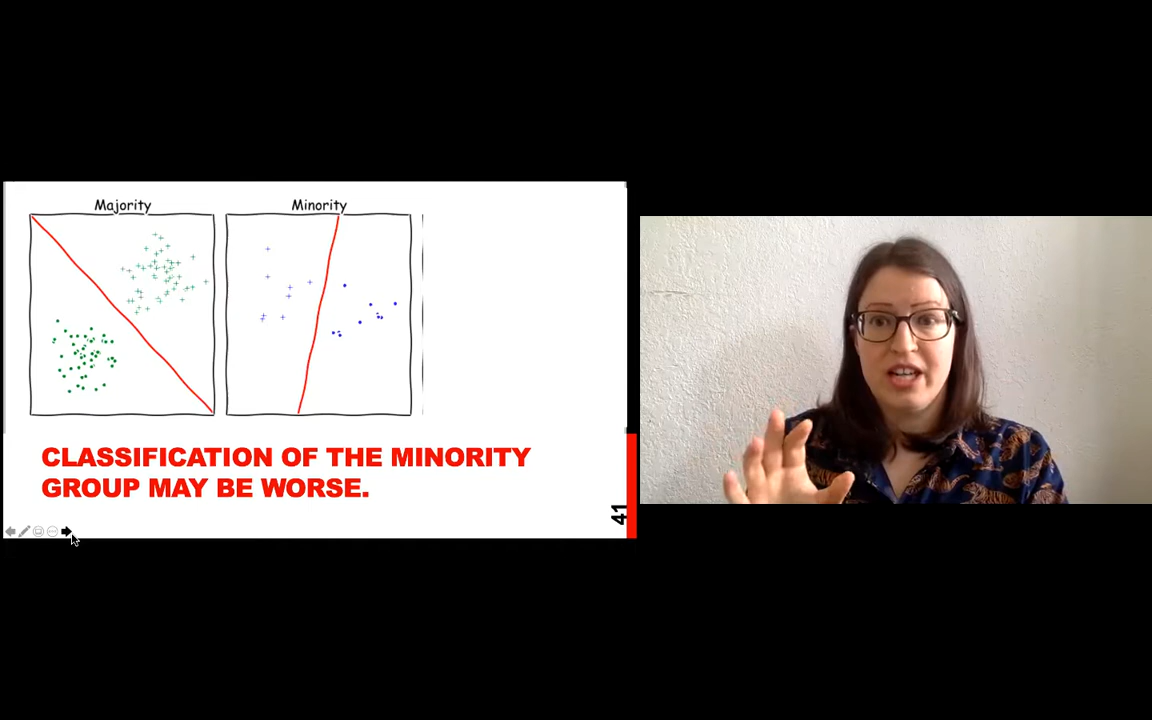 Majority
Minority
CLASSIFICATION OF THE MINORITY
GROUP MAY BE WORSE.
41